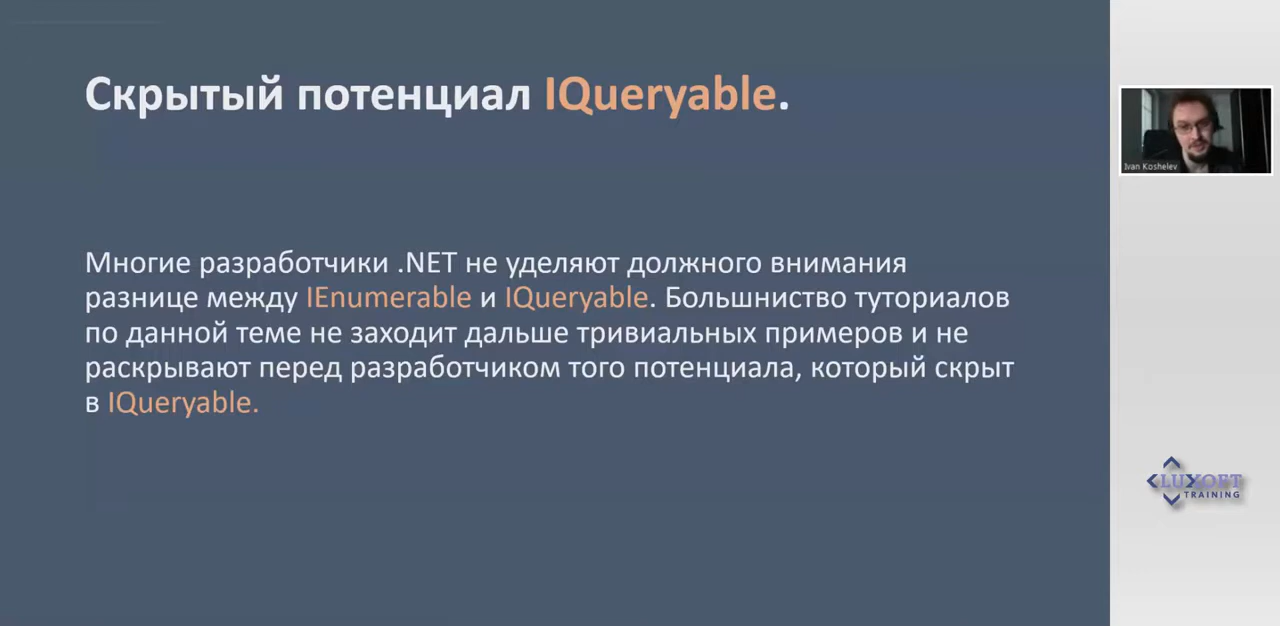 Скрытый потенциал IQueryable.
Многие разработчики .NET не уделяют должного внимания
разнице между IEnumerable и IQueryable. Большниство туториалов
по данной теме не заходит дальше тривиальных примеров и не
раскрывают перед разработчиком того потенциала, который скрыт
в IQueryable.
Ivan Koshelev
LUXOFT
TRAINING